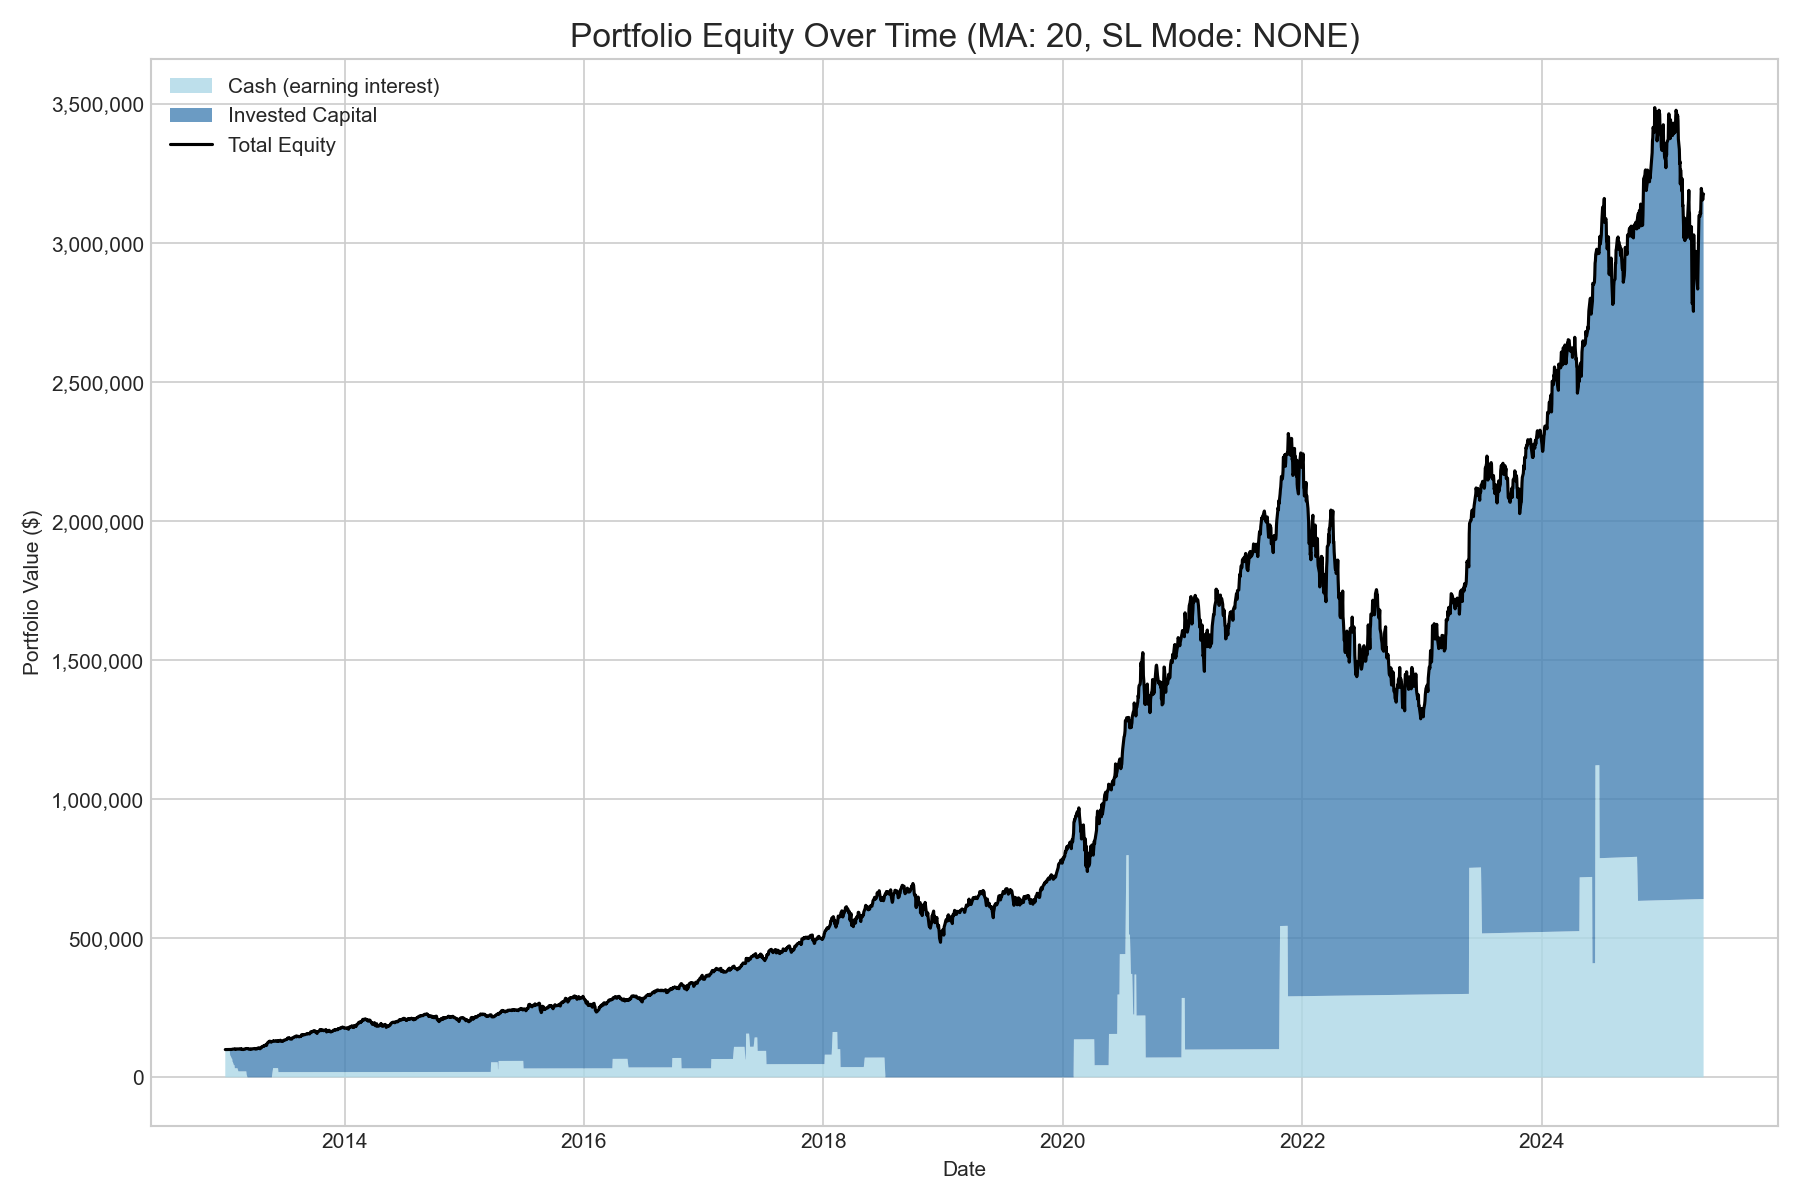 Portfolio Equity Over Time (MA: 20, SL Mode: NONE)
Cash (earning interest)
Invested Capital
Total Equity
3,500,000
3,000,000
2,500,000
2,000,000
1,500,000
1,000,000
500,000
0
Portfolio Value ($)
2014
2016
2018
2020
2022
2024
Date